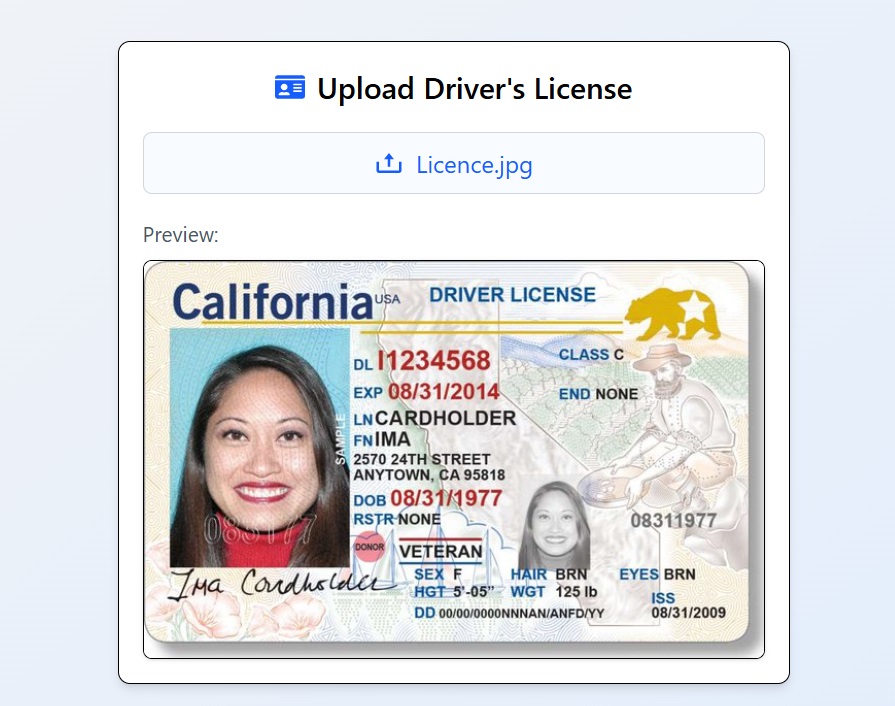 Upload Driver's License
Licence.jpg
Preview:
California USA DRIVER LICENSE
DL I1234568 CLASS C
EXP 08/31/2014 END NONE
LN CARDHOLDER
FN IMA
2570 24TH STREET
ANYTOWN, CA 95818
DOB 08/31/1977
RSTR NONE 08311977
SAMPLE
083177
DONOR
VETERAN
Ima Cardholder
SEX F HAIR BRN EYES BRN
HGT 5'-05" WGT 125 lb ISS
DD 00/00/0000NNNAN/ANFD/YY 08/31/2009